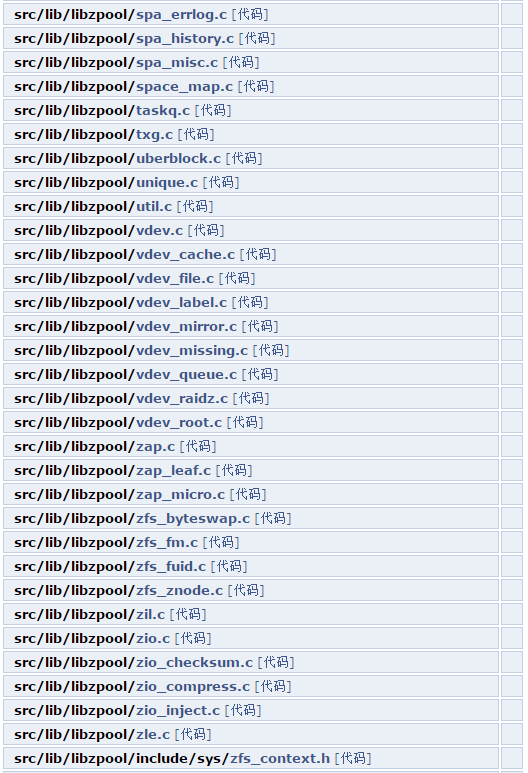 src/lib/libzpool/spa_errlog.c [代码]
src/lib/libzpool/spa_history.c [代码]
src/lib/libzpool/spa_misc.c [代码]
src/lib/libzpool/space_map.c [代码]
src/lib/libzpool/taskq.c [代码]
src/lib/libzpool/txg.c [代码]
src/lib/libzpool/uberblock.c [代码]
src/lib/libzpool/unique.c [代码]
src/lib/libzpool/util.c [代码]
src/lib/libzpool/vdev.c [代码]
src/lib/libzpool/vdev_cache.c [代码]
src/lib/libzpool/vdev_file.c [代码]
src/lib/libzpool/vdev_label.c [代码]
src/lib/libzpool/vdev_mirror.c [代码]
src/lib/libzpool/vdev_missing.c [代码]
src/lib/libzpool/vdev_queue.c [代码]
src/lib/libzpool/vdev_raidz.c [代码]
src/lib/libzpool/vdev_root.c [代码]
src/lib/libzpool/zap.c [代码]
src/lib/libzpool/zap_leaf.c [代码]
src/lib/libzpool/zap_micro.c [代码]
src/lib/libzpool/zfs_byteswap.c [代码]
src/lib/libzpool/zfs_fm.c [代码]
src/lib/libzpool/zfs_fuid.c [代码]
src/lib/libzpool/zfs_znode.c [代码]
src/lib/libzpool/zil.c [代码]
src/lib/libzpool/zio.c [代码]
src/lib/libzpool/zio_checksum.c [代码]
src/lib/libzpool/zio_compress.c [代码]
src/lib/libzpool/zio_inject.c [代码]
src/lib/libzpool/zle.c [代码]
src/lib/libzpool/include/sys/zfs_context.h [代码]